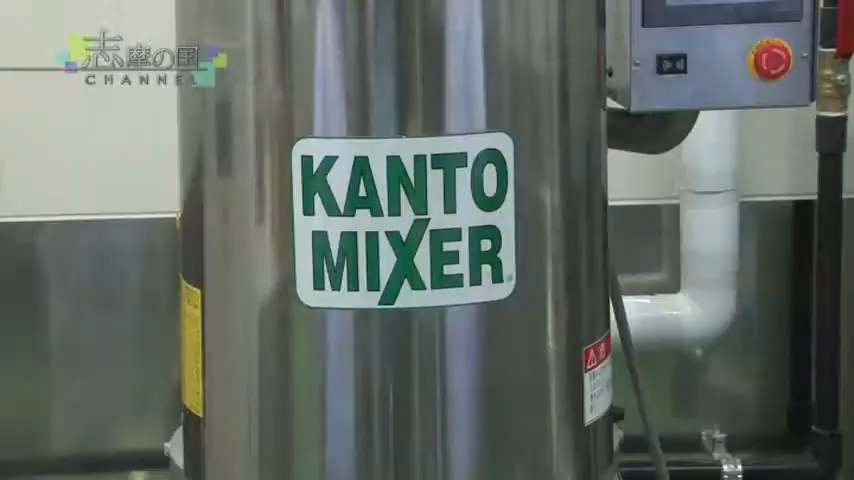 志摩の国
CHANNEL
KANTO
MIXER